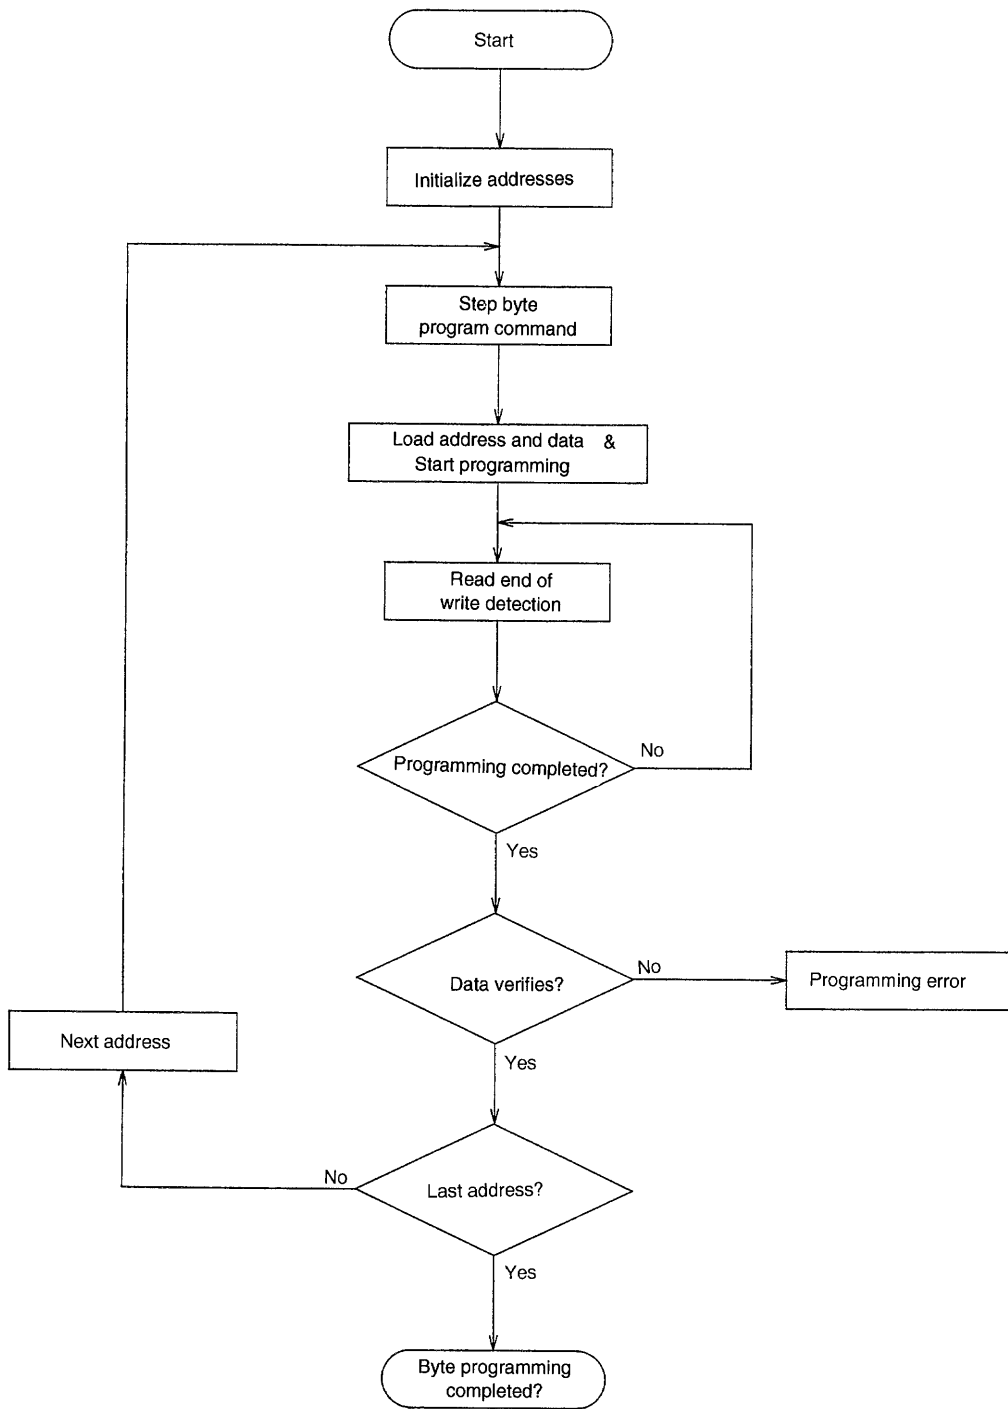 Start
Initialize addresses
Step byte
program command
Load address and data &
Start programming
Read end of
write detection
Programming completed?
No
Yes
Data verifies?
No
Programming error
Yes
Next address
Last address?
No
Yes
Byte programming
completed?